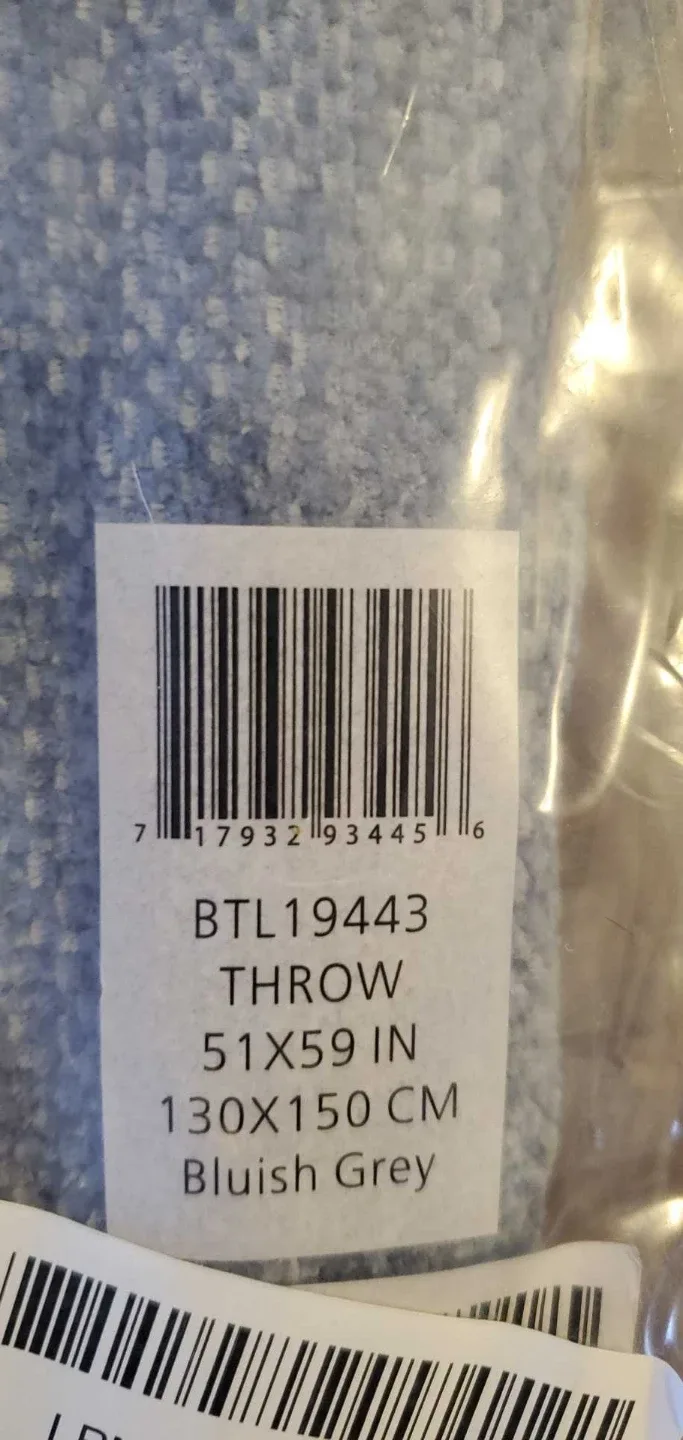 7 17932 93445 6
BTL19443
THROW
51X59 IN
130X150 CM
Bluish Grey